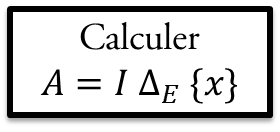 Calculer
A = I Δ_E {x}